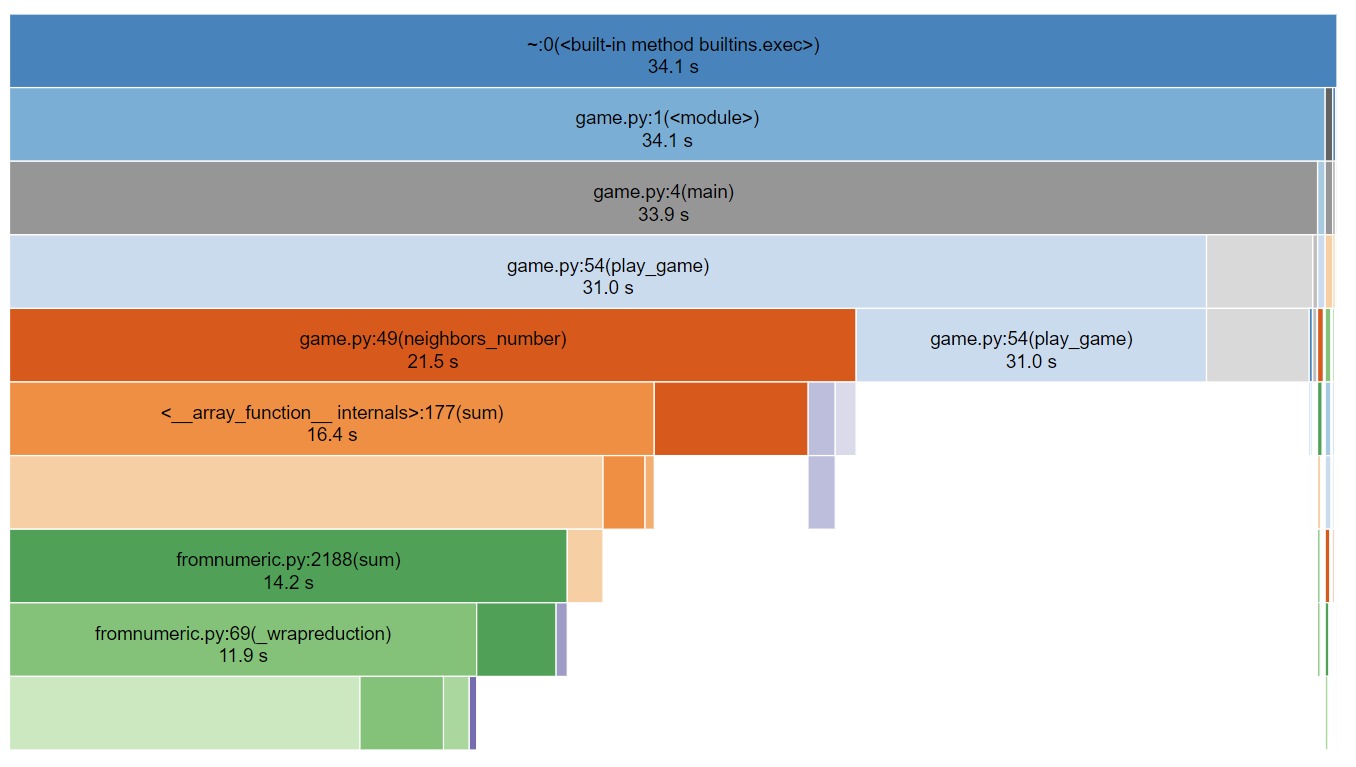 ~:0(<built-in method builtins.exec>)
34.1 s
game.py:1(<module>)
34.1 s
game.py:4(main)
33.9 s
game.py:54(play_game)
31.0 s
game.py:49(neighbors_number)
21.5 s
game.py:54(play_game)
31.0 s
<__array_function__ internals>:177(sum)
16.4 s
fromnumeric.py:2188(sum)
14.2 s
fromnumeric.py:69(_wrapreduction)
11.9 s